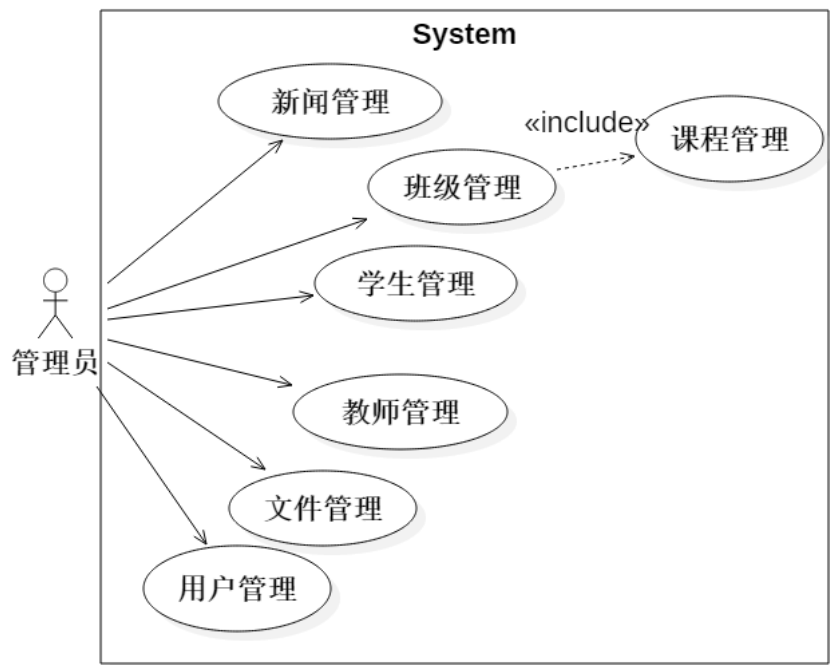 System
新闻管理
«include»
课程管理
班级管理
学生管理
管理员
教师管理
文件管理
用户管理